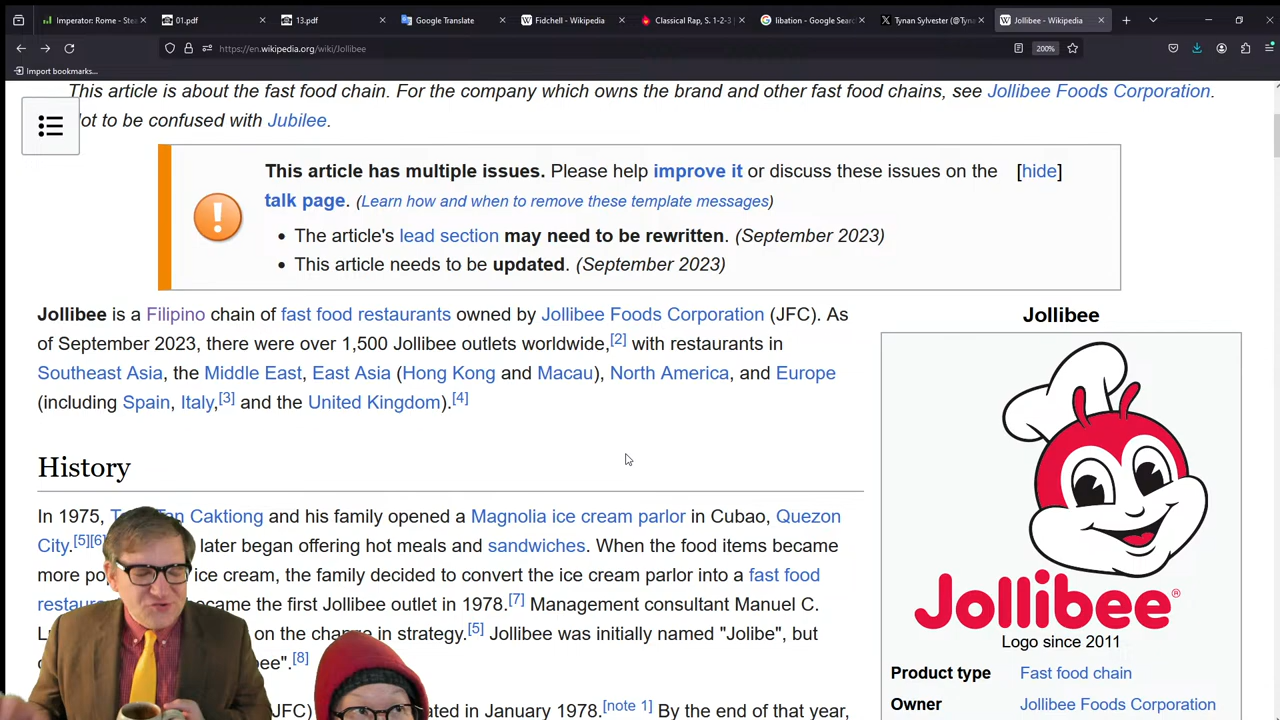 Imperator: Rome - Stea
01.pdf
13.pdf
Google Translate
Fidchell - Wikipedia
Classical Rap, S. 1-2-3
libation - Google Searc
Tynan Sylvester (@Tyna
Jollibee - Wikipedia
https://en.wikipedia.org/wiki/Jollibee
200%
Import bookmarks...
This article is about the fast food chain. For the company which owns the brand and other fast food chains, see Jollibee Foods Corporation.
ot to be confused with Jubilee.
This article has multiple issues. Please help improve it or discuss these issues on the [hide]
talk page. (Learn how and when to remove these template messages)
• The article's lead section may need to be rewritten. (September 2023)
• This article needs to be updated. (September 2023)
Jollibee is a Filipino chain of fast food restaurants owned by Jollibee Foods Corporation (JFC). As
of September 2023, there were over 1,500 Jollibee outlets worldwide,[2] with restaurants in
Southeast Asia, the Middle East, East Asia (Hong Kong and Macau), North America, and Europe
(including Spain, Italy,[3] and the United Kingdom).[4]
History
In 1975, Tan Caktiong and his family opened a Magnolia ice cream parlor in Cubao, Quezon
City.[5][6] later began offering hot meals and sandwiches. When the food items became
more po ice cream, the family decided to convert the ice cream parlor into a fast food
restaur became the first Jollibee outlet in 1978.[7] Management consultant Manuel C.
on the change in strategy.[5] Jollibee was initially named "Jolibe", but
bee".[8]
JFC) ated in January 1978.[note 1] By the end of that year,
Jollibee
Jollibee®
Logo since 2011
Product type Fast food chain
Owner Jollibee Foods Corporation